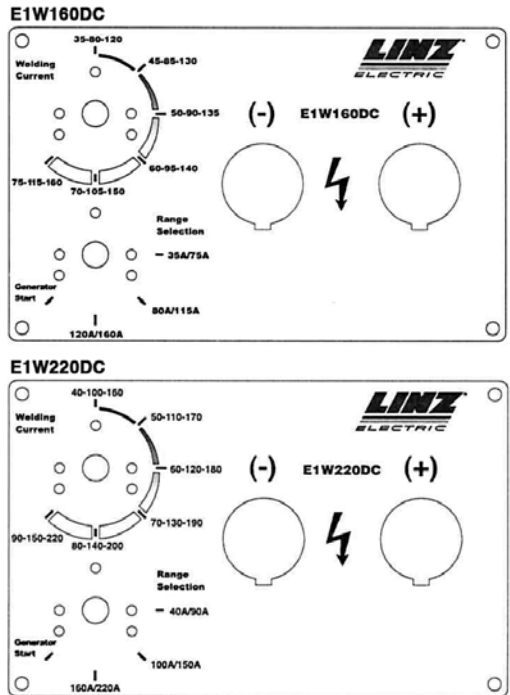 E1W160DC
35-80-120
Welding
Current
45-85-130
LINZ
ELECTRIC
50-90-135
(-) E1W160DC (+)
60-95-140
75-115-160
70-105-150
Range
Selection
35A/75A
Generator
Start
80A/115A
120A/160A
E1W220DC
40-100-160
Welding
Current
50-110-170
LINZ
ELECTRIC
60-120-180
(-) E1W220DC (+)
70-130-190
90-150-220
80-140-200
Range
Selection
40A/90A
Generator
Start
100A/150A
160A/220A